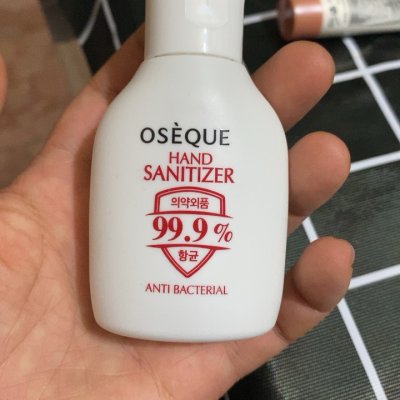 OSÈQUE
HAND
SANITIZER
의약외품
99.9 %
항균
ANTI BACTERIAL